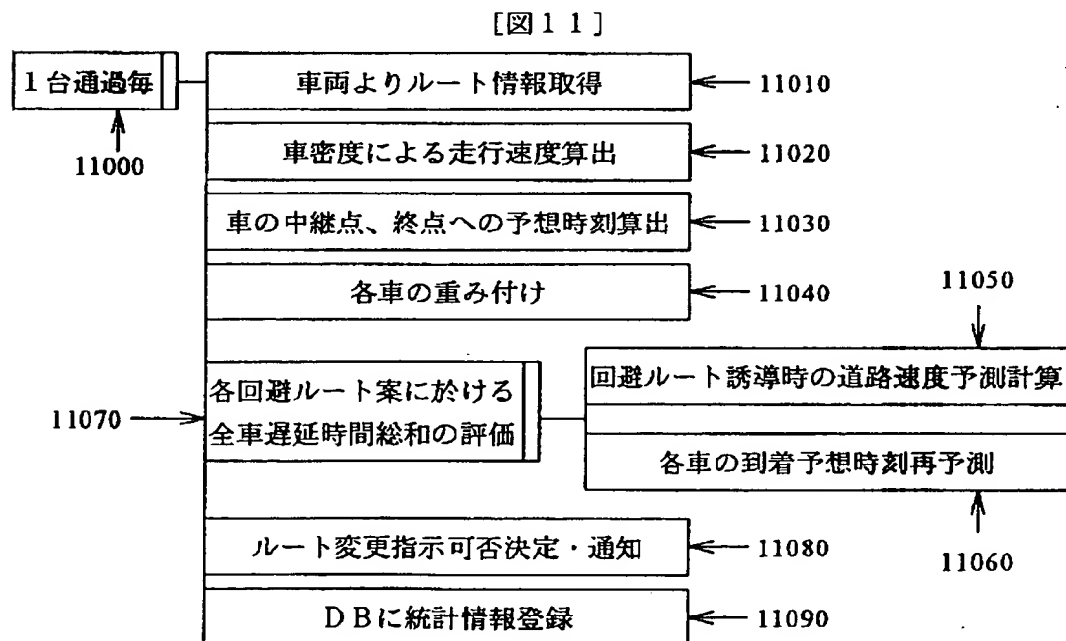 [図11]
1台通過毎
11000
車両よりルート情報取得
11010
車密度による走行速度算出
11020
車の中継点、終点への予想時刻算出
11030
各車の重み付け
11040
11050
各回避ルート案に於ける
全車遅延時間総和の評価
11070
回避ルート誘導時の道路速度予測計算
各車の到着予想時刻再予測
11060
ルート変更指示可否決定・通知
11080
DBに統計情報登録
11090